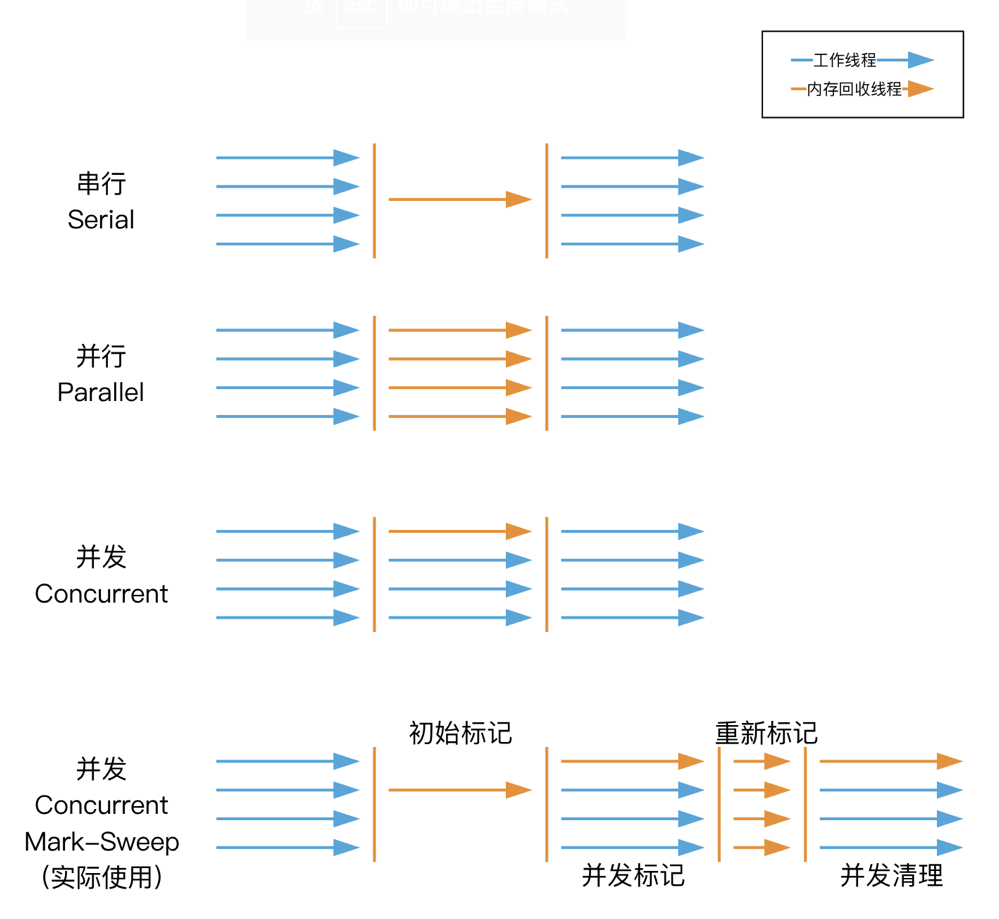 按 esc 即可退出全屏模式
工作线程
内存回收线程
串行
Serial
并行
Parallel
并发
Concurrent
初始标记
重新标记
并发
Concurrent
Mark–Sweep
（实际使用）
并发标记
并发清理